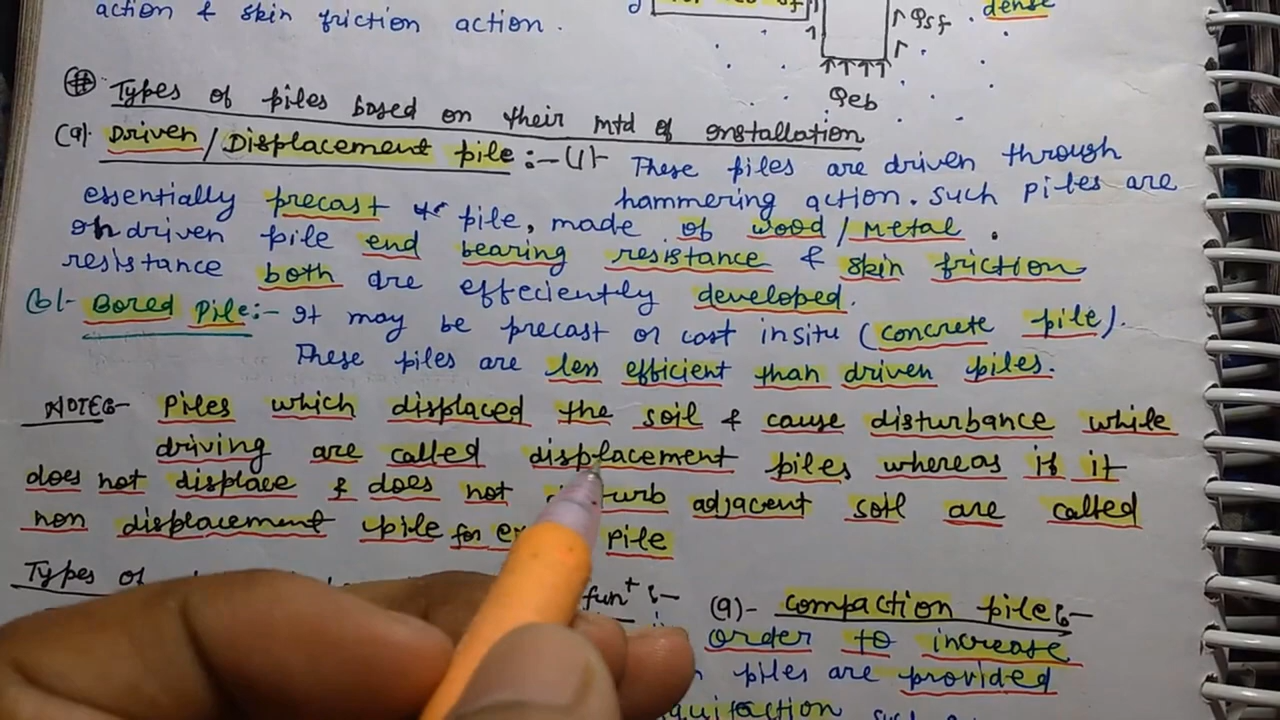 action & skin friction action.
dense
Qsf
Qeb
# Types of piles based on their mtd of installation
(a)- Driven / Displacement pile :- (1)- These piles are driven through
hammering action. Such piles are
essentially precast pile, made of wood / Metal.
on driven pile end bearing resistance & skin friction
resistance both are effeciently developed.
(b)- Bored Pile:- It may be precast or cast insitu (concrete pile).
These piles are less efficient than driven piles.
NOTE:- Piles which displaced the soil & cause disturbance while
driving are called displacement piles whereas if it
does not displace & does not adjacent soil are called
non displacement pile for Pile
Types of
funⁿ :- (a)- Compaction pile:-
order to increase
piles are provided